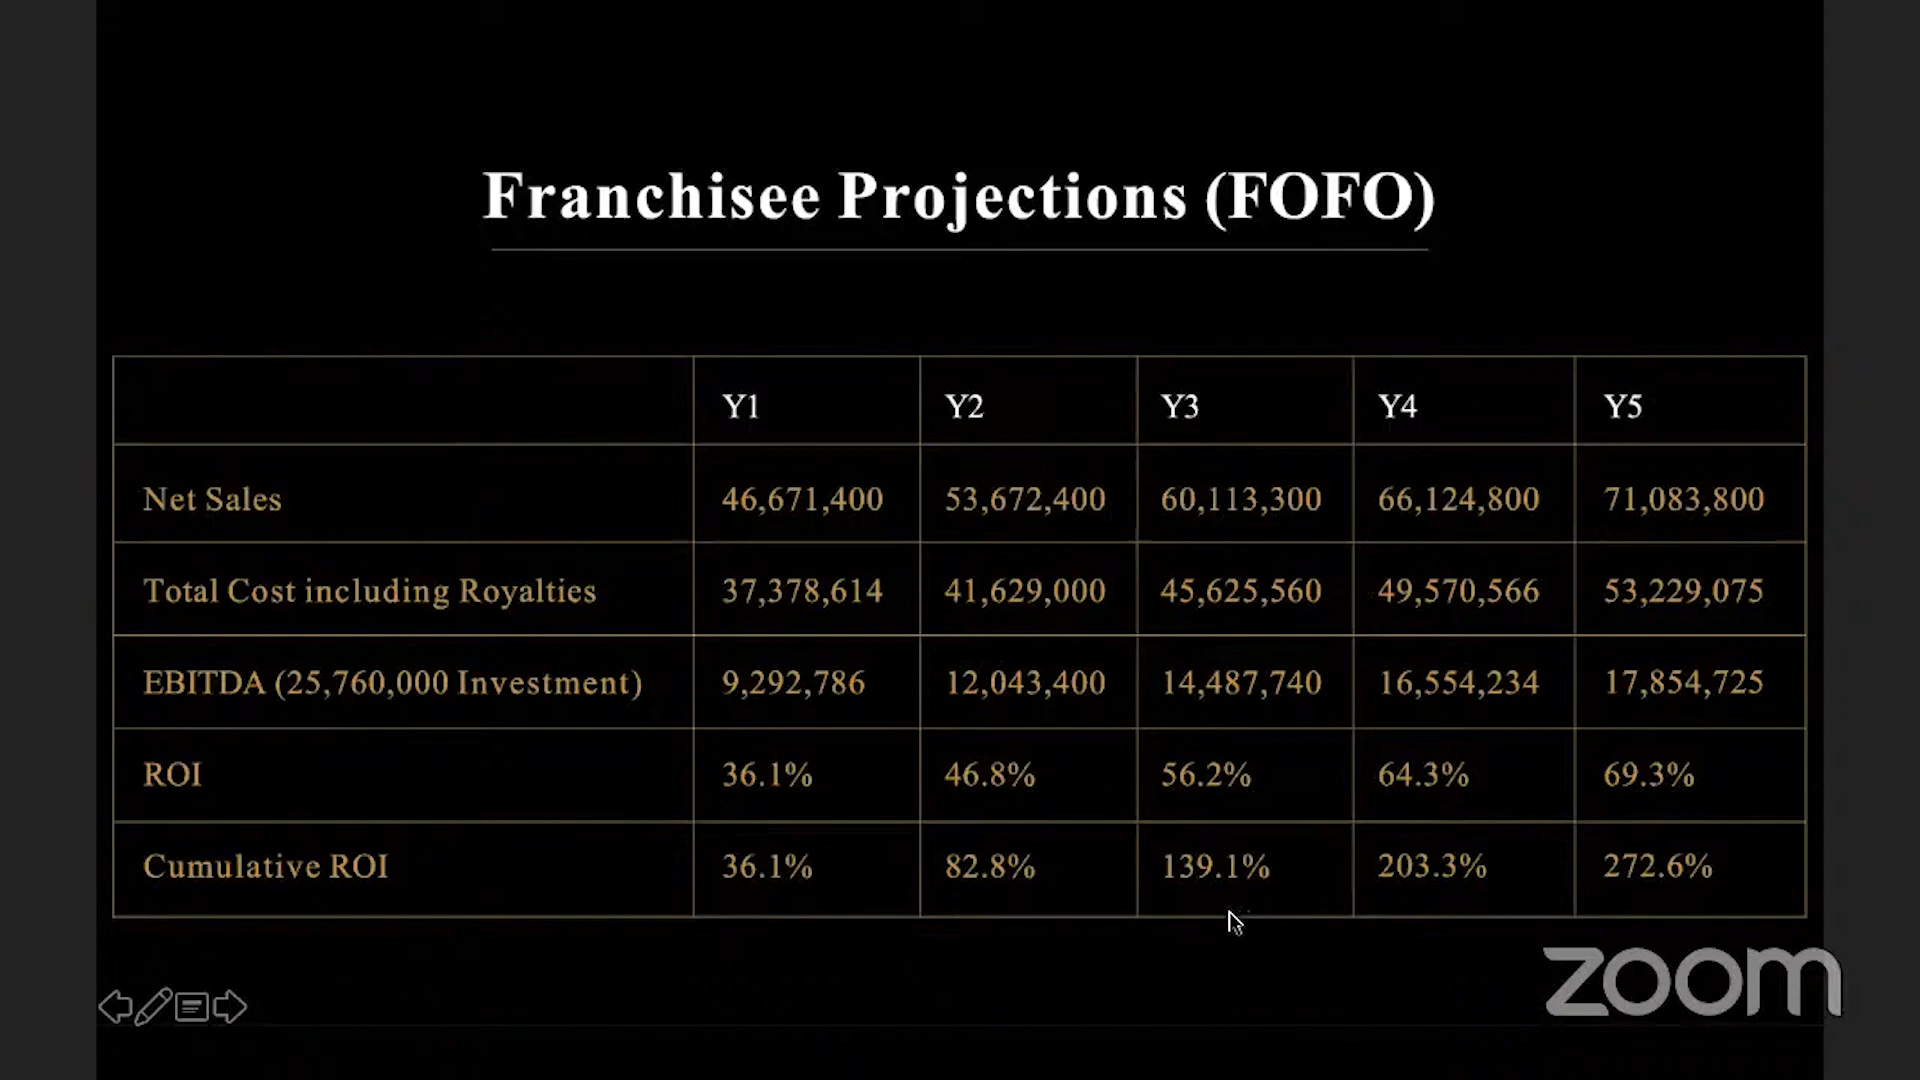 Franchisee Projections (FOFO)
Y1 Y2 Y3 Y4 Y5
Net Sales 46,671,400 53,672,400 60,113,300 66,124,800 71,083,800
Total Cost including Royalties 37,378,614 41,629,000 45,625,560 49,570,566 53,229,075
EBITDA (25,760,000 Investment) 9,292,786 12,043,400 14,487,740 16,554,234 17,854,725
ROI 36.1% 46.8% 56.2% 64.3% 69.3%
Cumulative ROI 36.1% 82.8% 139.1% 203.3% 272.6%
zoom